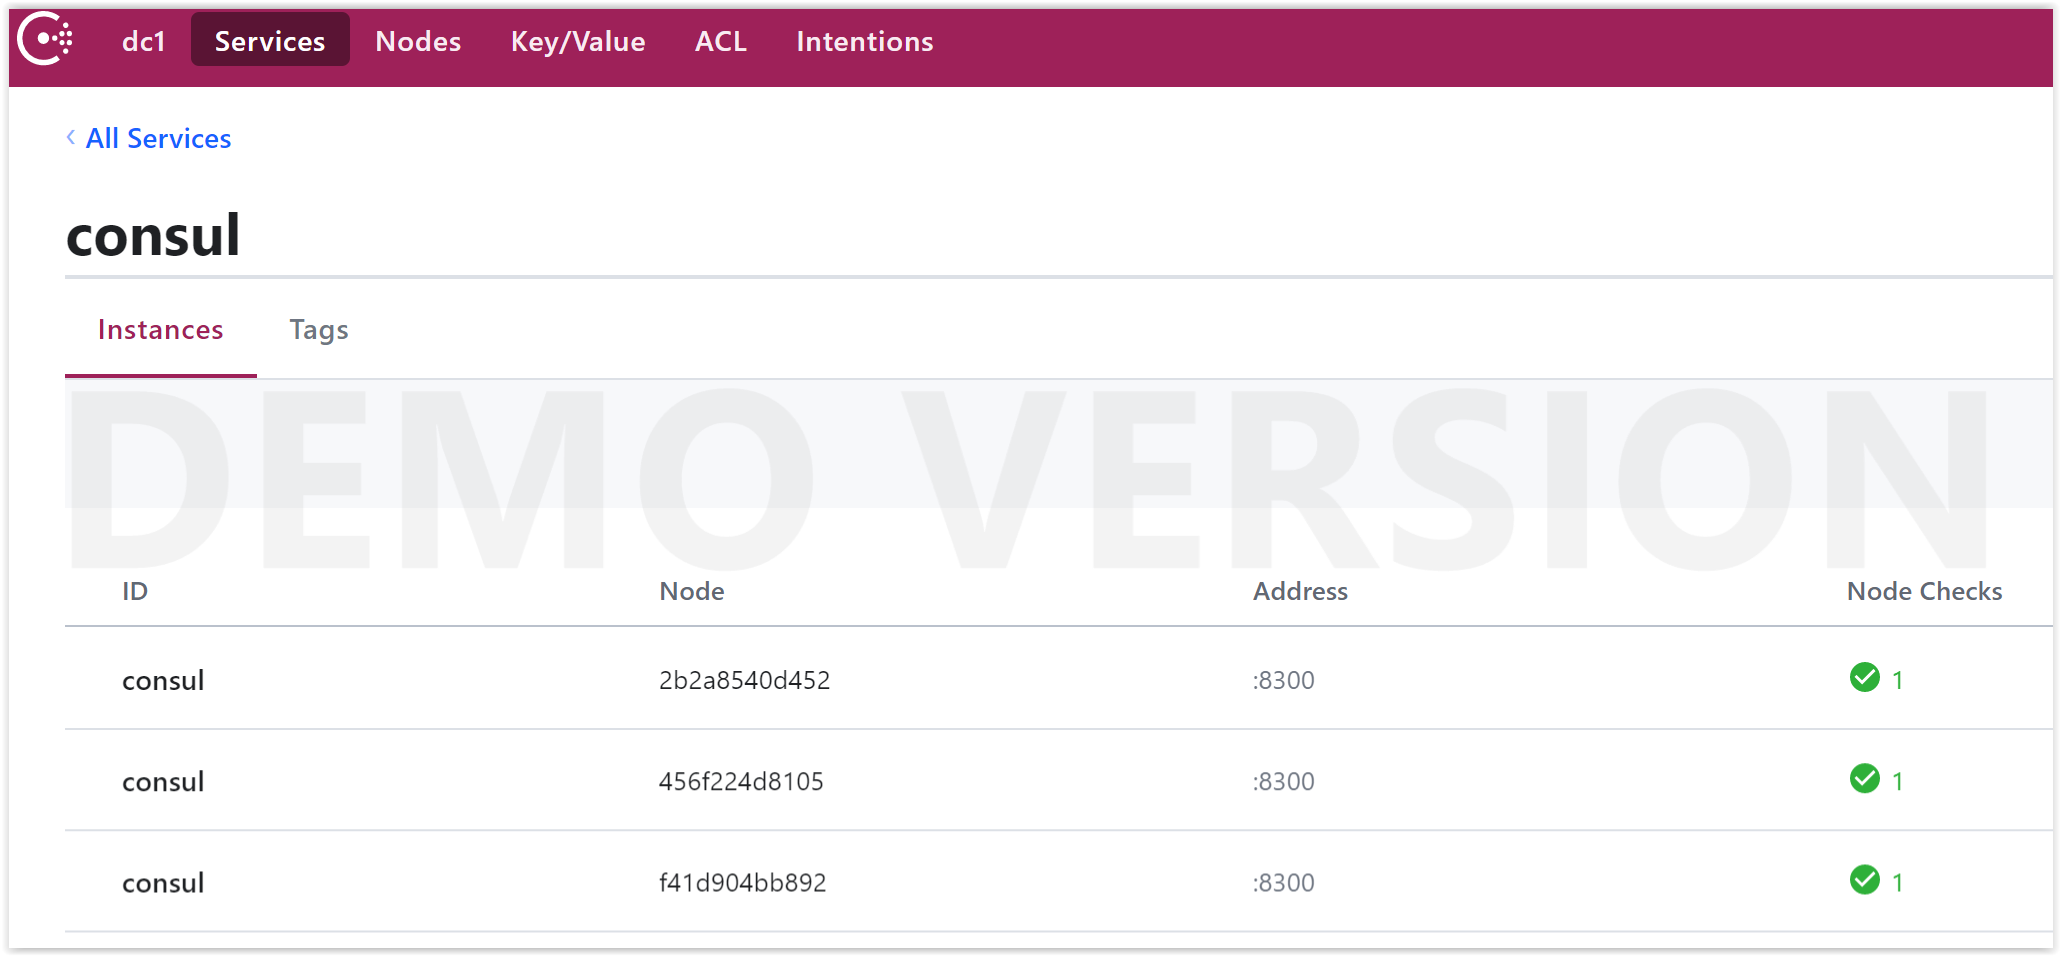 dc1 Services Nodes Key/Value ACL Intentions
‹ All Services
consul
Instances Tags
DEMO VERSION
ID Node Address Node Checks
consul 2b2a8540d452 :8300 1
consul 456f224d8105 :8300 1
consul f41d904bb892 :8300 1